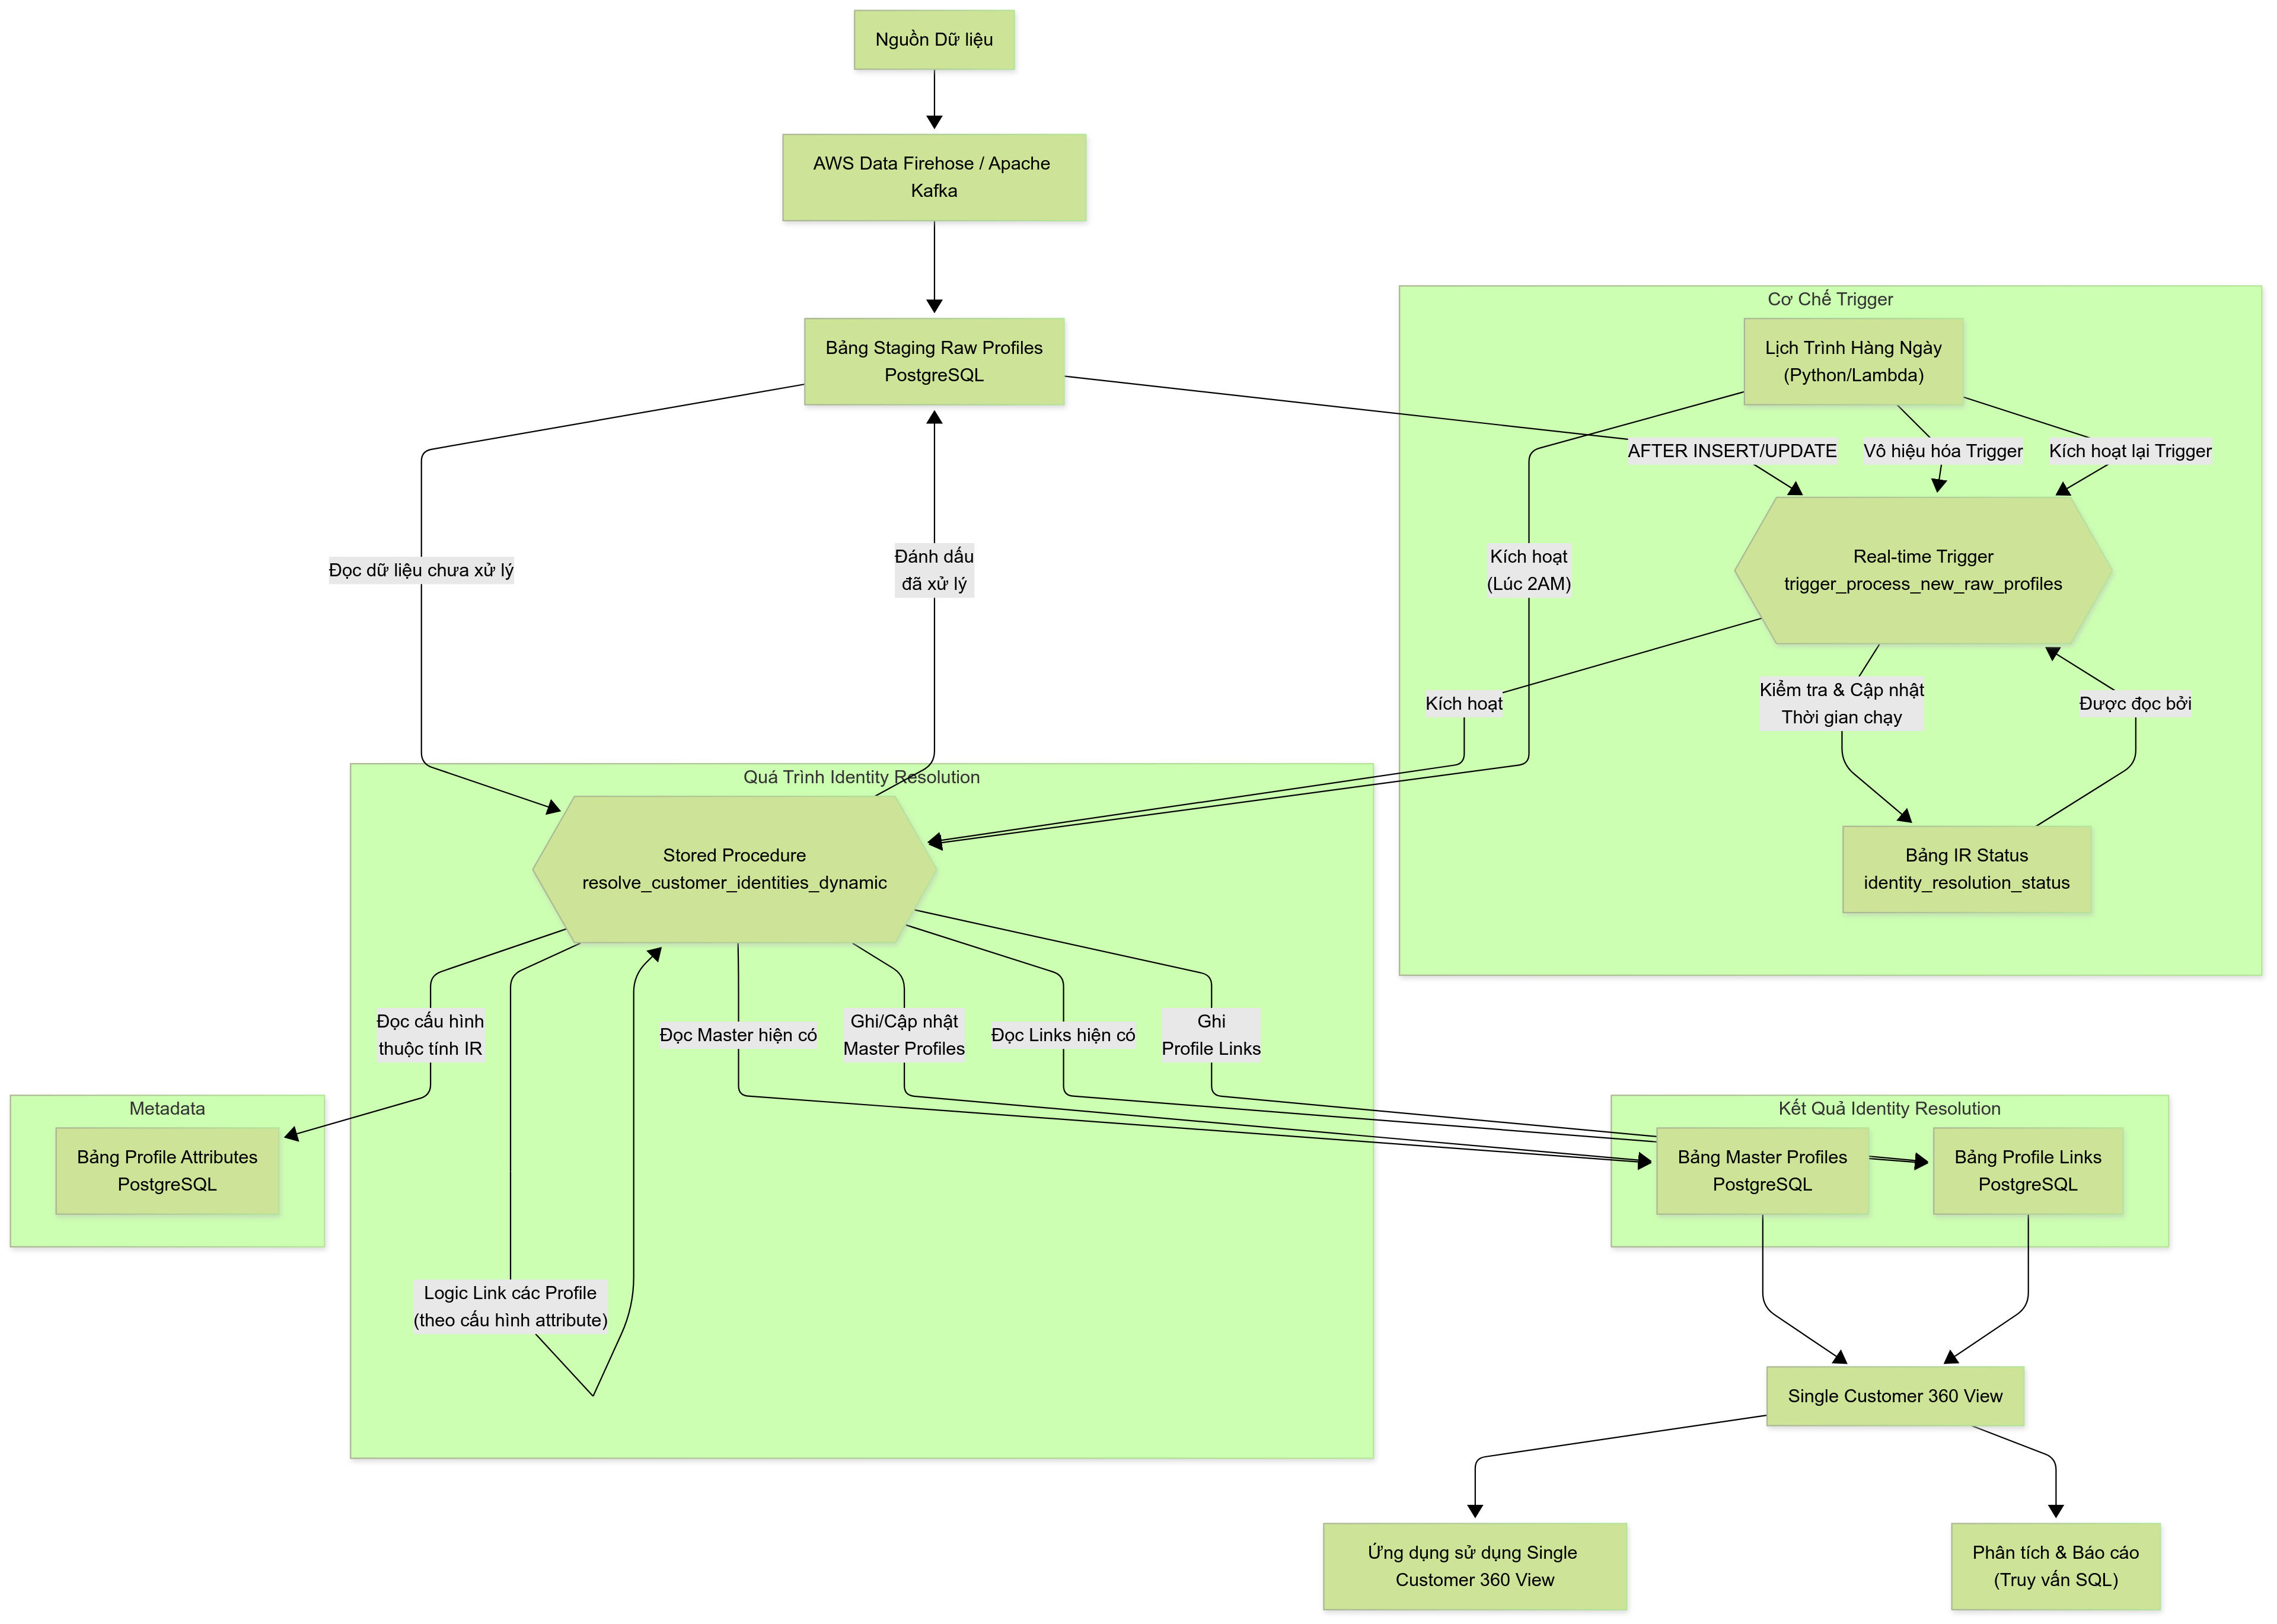 Nguồn Dữ liệu
AWS Data Firehose / Apache
Kafka
Cơ Chế Trigger
Bảng Staging Raw Profiles
PostgreSQL
Lịch Trình Hàng Ngày
(Python/Lambda)
AFTER INSERT/UPDATE
Vô hiệu hóa Trigger
Kích hoạt lại Trigger
Đọc dữ liệu chưa xử lý
Đánh dấu
đã xử lý
Kích hoạt
(Lúc 2AM)
Real-time Trigger
trigger_process_new_raw_profiles
Kích hoạt
Kiểm tra & Cập nhật
Thời gian chạy
Được đọc bởi
Quá Trình Identity Resolution
Stored Procedure
resolve_customer_identities_dynamic
Bảng IR Status
identity_resolution_status
Đọc cấu hình
thuộc tính IR
Đọc Master hiện có
Ghi/Cập nhật
Master Profiles
Đọc Links hiện có
Ghi
Profile Links
Metadata
Bảng Profile Attributes
PostgreSQL
Kết Quả Identity Resolution
Bảng Master Profiles
PostgreSQL
Bảng Profile Links
PostgreSQL
Logic Link các Profile
(theo cấu hình attribute)
Single Customer 360 View
Ứng dụng sử dụng Single
Customer 360 View
Phân tích & Báo cáo
(Truy vấn SQL)